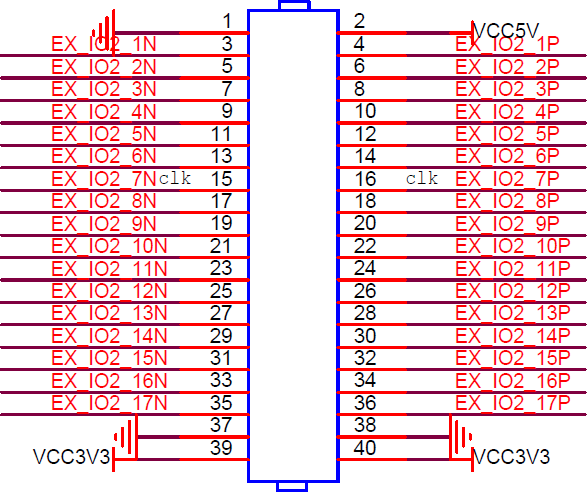 1 2 VCC5V
EX_IO2_1N 3 4 EX_IO2_1P
EX_IO2_2N 5 6 EX_IO2_2P
EX_IO2_3N 7 8 EX_IO2_3P
EX_IO2_4N 9 10 EX_IO2_4P
EX_IO2_5N 11 12 EX_IO2_5P
EX_IO2_6N 13 14 EX_IO2_6P
EX_IO2_7N clk 15 16 clk EX_IO2_7P
EX_IO2_8N 17 18 EX_IO2_8P
EX_IO2_9N 19 20 EX_IO2_9P
EX_IO2_10N 21 22 EX_IO2_10P
EX_IO2_11N 23 24 EX_IO2_11P
EX_IO2_12N 25 26 EX_IO2_12P
EX_IO2_13N 27 28 EX_IO2_13P
EX_IO2_14N 29 30 EX_IO2_14P
EX_IO2_15N 31 32 EX_IO2_15P
EX_IO2_16N 33 34 EX_IO2_16P
EX_IO2_17N 35 36 EX_IO2_17P
37 38
VCC3V3 39 40 VCC3V3